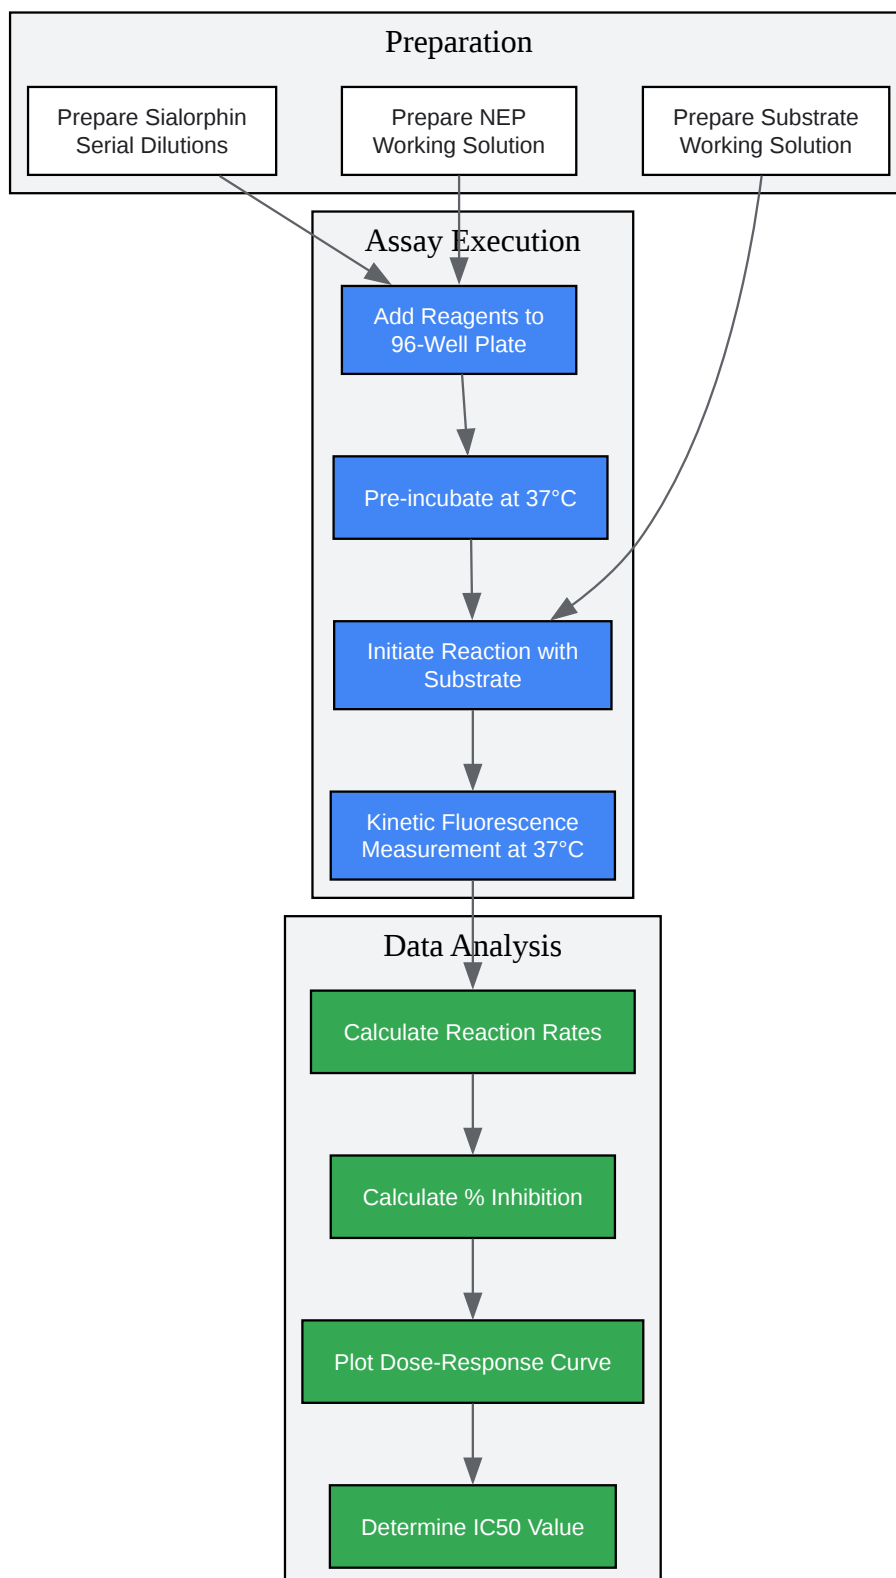 Preparation
Prepare Sialorphin
Serial Dilutions
Prepare NEP
Working Solution
Prepare Substrate
Working Solution
Assay Execution
Add Reagents to
96-Well Plate
Pre-incubate at 37°C
Initiate Reaction with
Substrate
Kinetic Fluorescence
Measurement at 37°C
Data Analysis
Calculate Reaction Rates
Calculate % Inhibition
Plot Dose-Response Curve
Determine IC50 Value